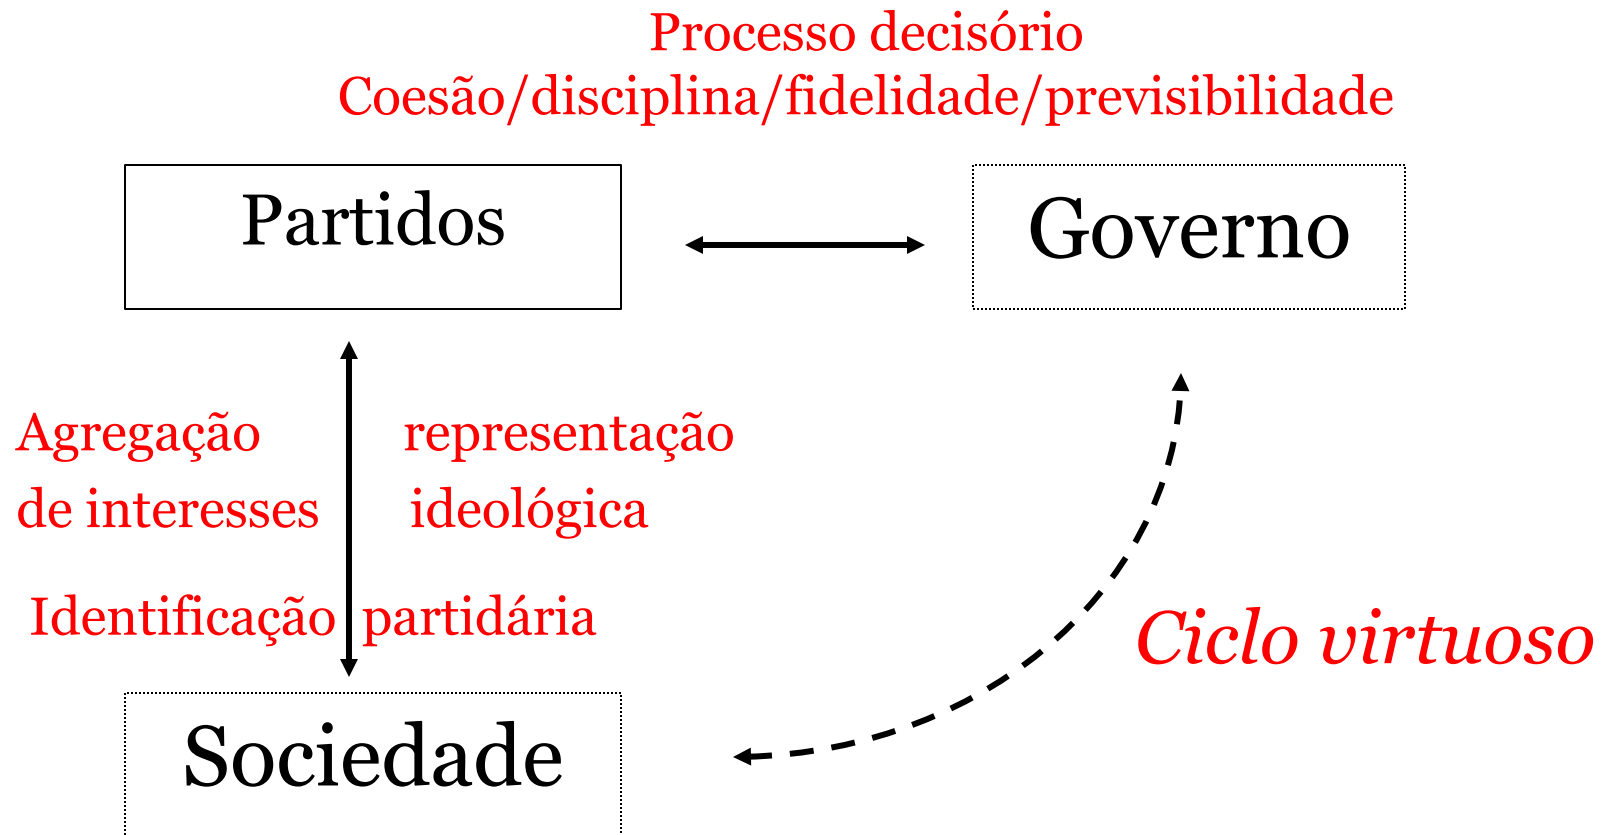 Processo decisório
Coesão/disciplina/fidelidade/previsibilidade
Partidos
Governo
Agregação representação
de interesses ideológica
Identificação partidária
Ciclo virtuoso
Sociedade